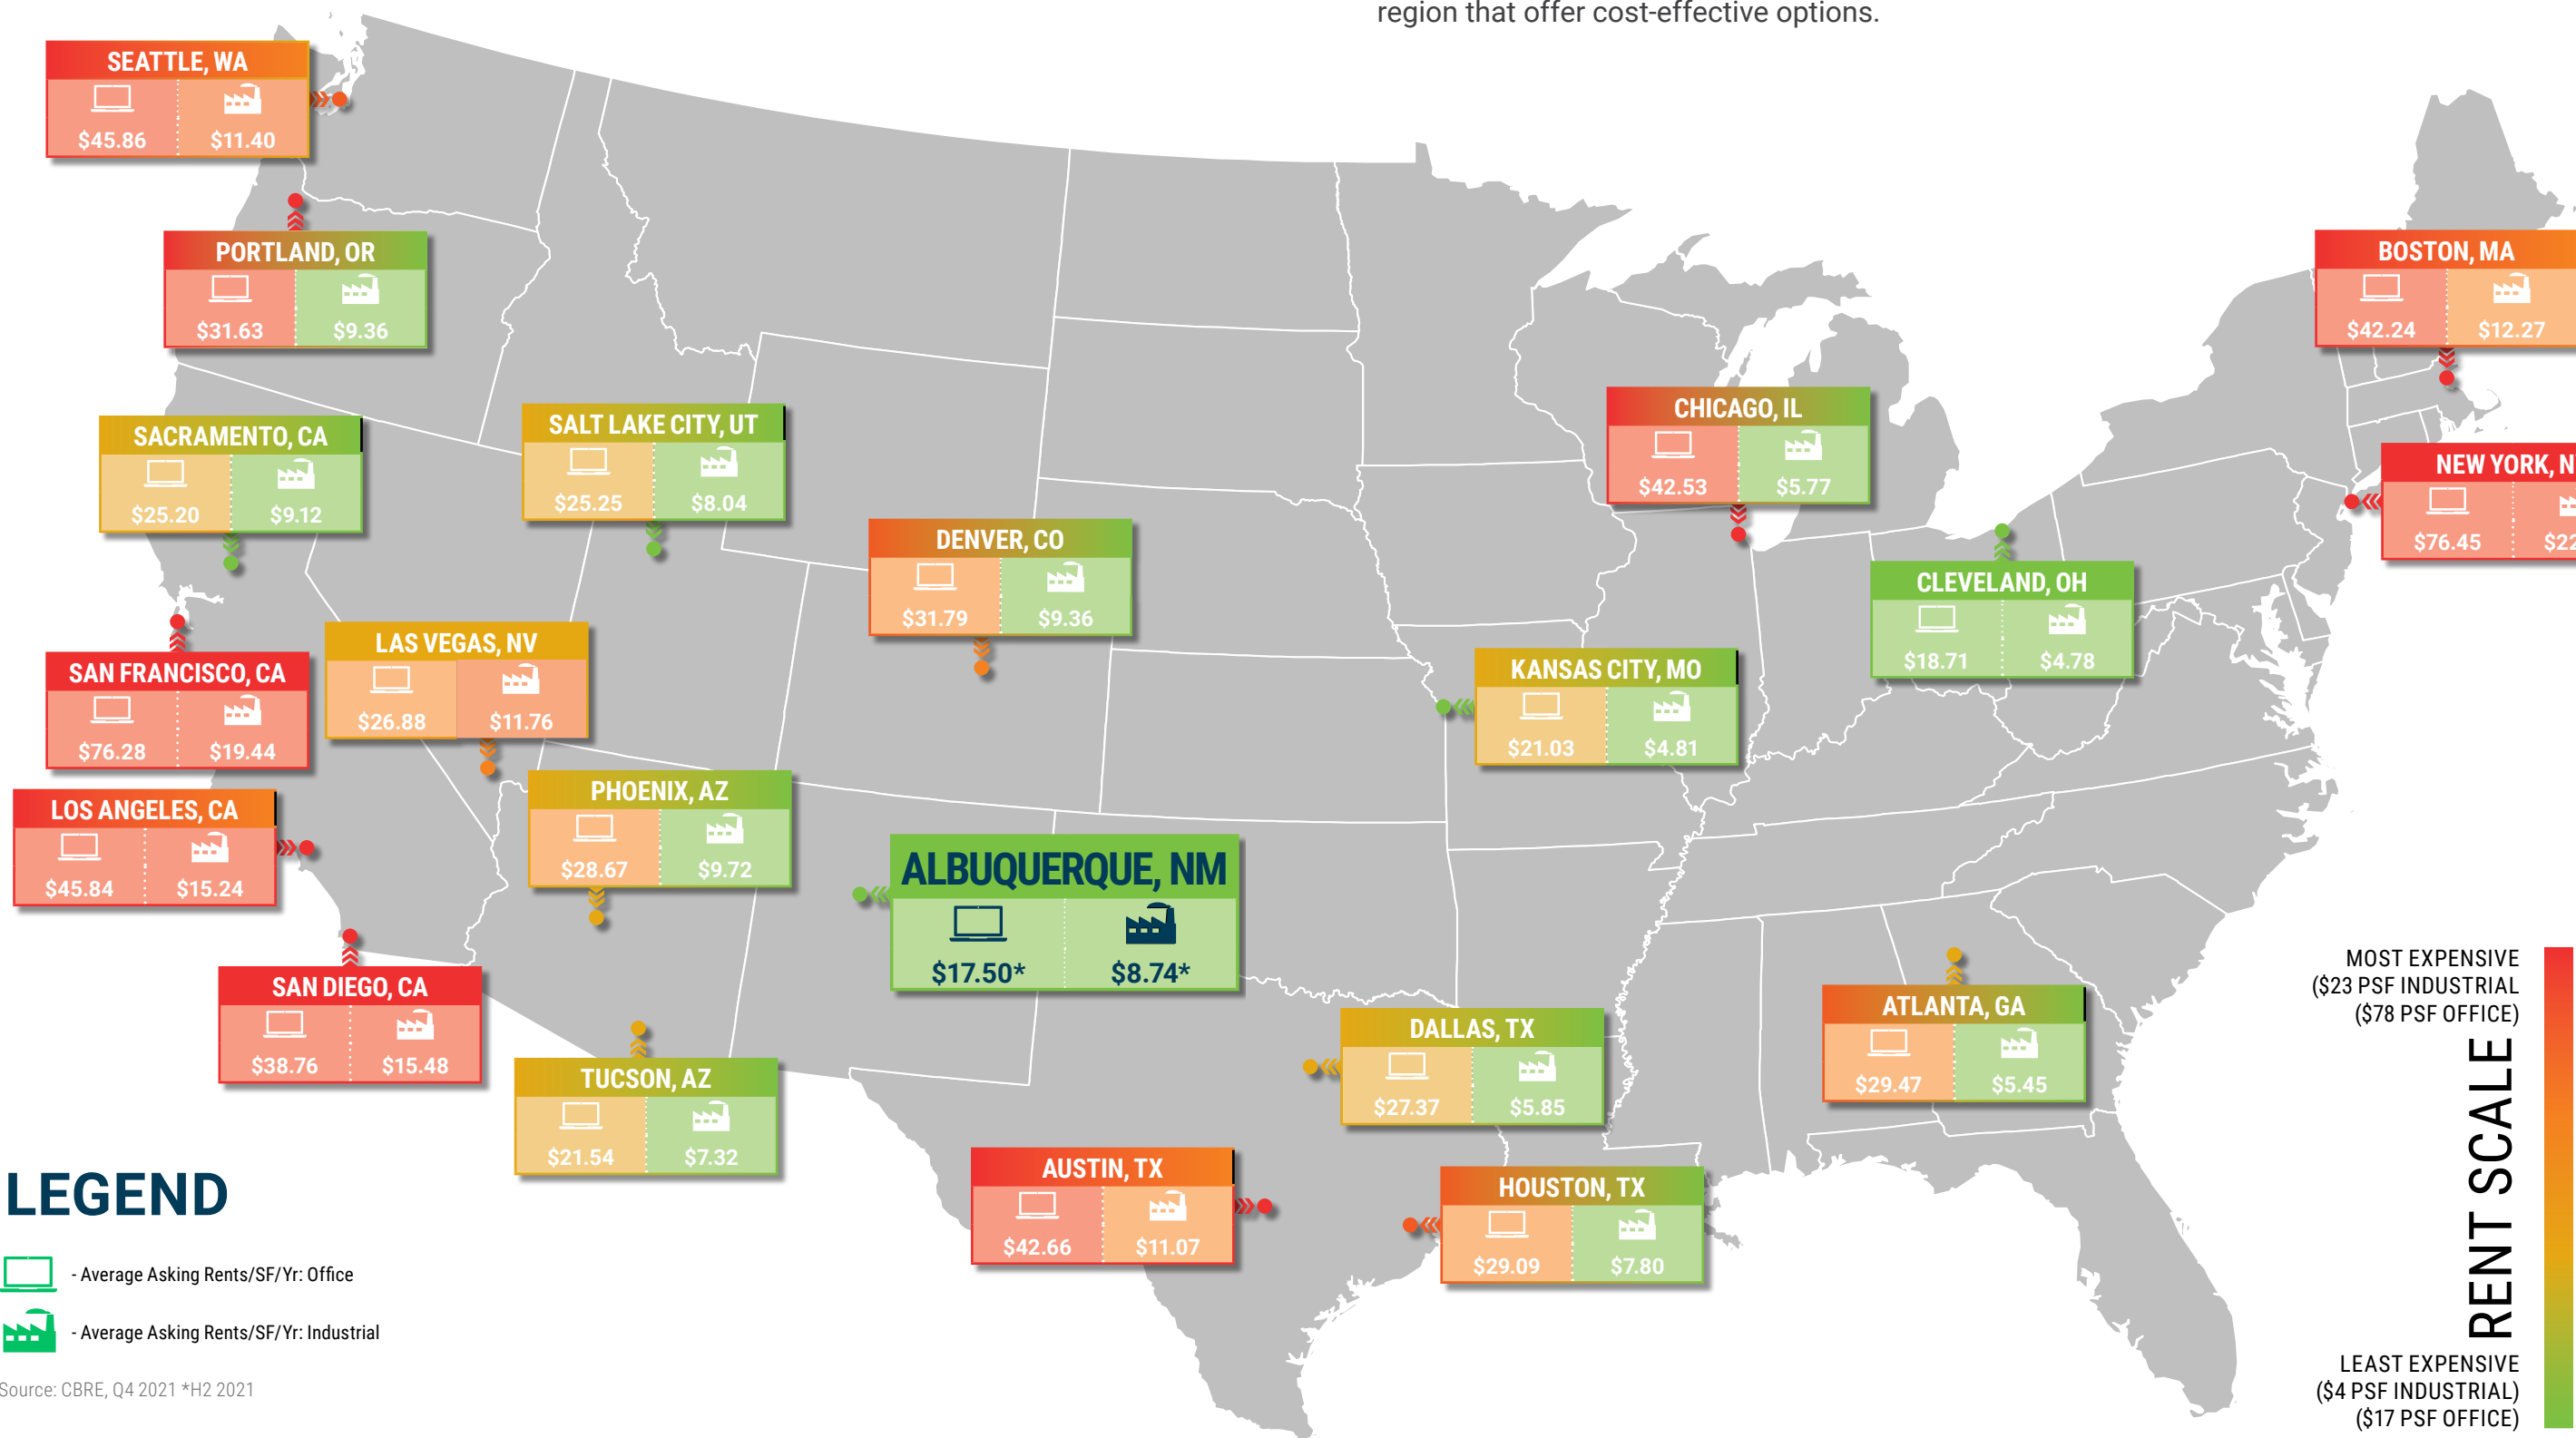 region that offer cost-effective options.
SEATTLE, WA
$45.86 $11.40
PORTLAND, OR
$31.63 $9.36
BOSTON, MA
$42.24 $12.27
SACRAMENTO, CA
$25.20 $9.12
SALT LAKE CITY, UT
$25.25 $8.04
CHICAGO, IL
$42.53 $5.77
NEW YORK, N
$76.45 $22
DENVER, CO
$31.79 $9.36
CLEVELAND, OH
$18.71 $4.78
LAS VEGAS, NV
$26.88 $11.76
SAN FRANCISCO, CA
$76.28 $19.44
KANSAS CITY, MO
$21.03 $4.81
LOS ANGELES, CA
$45.84 $15.24
PHOENIX, AZ
$28.67 $9.72
ALBUQUERQUE, NM
$17.50* $8.74*
SAN DIEGO, CA
$38.76 $15.48
TUCSON, AZ
$21.54 $7.32
DALLAS, TX
$27.37 $5.85
ATLANTA, GA
$29.47 $5.45
AUSTIN, TX
$42.66 $11.07
HOUSTON, TX
$29.09 $7.80
MOST EXPENSIVE
($23 PSF INDUSTRIAL
($78 PSF OFFICE)
RENT SCALE
LEAST EXPENSIVE
($4 PSF INDUSTRIAL)
($17 PSF OFFICE)
LEGEND
- Average Asking Rents/SF/Yr: Office
- Average Asking Rents/SF/Yr: Industrial
Source: CBRE, Q4 2021 *H2 2021